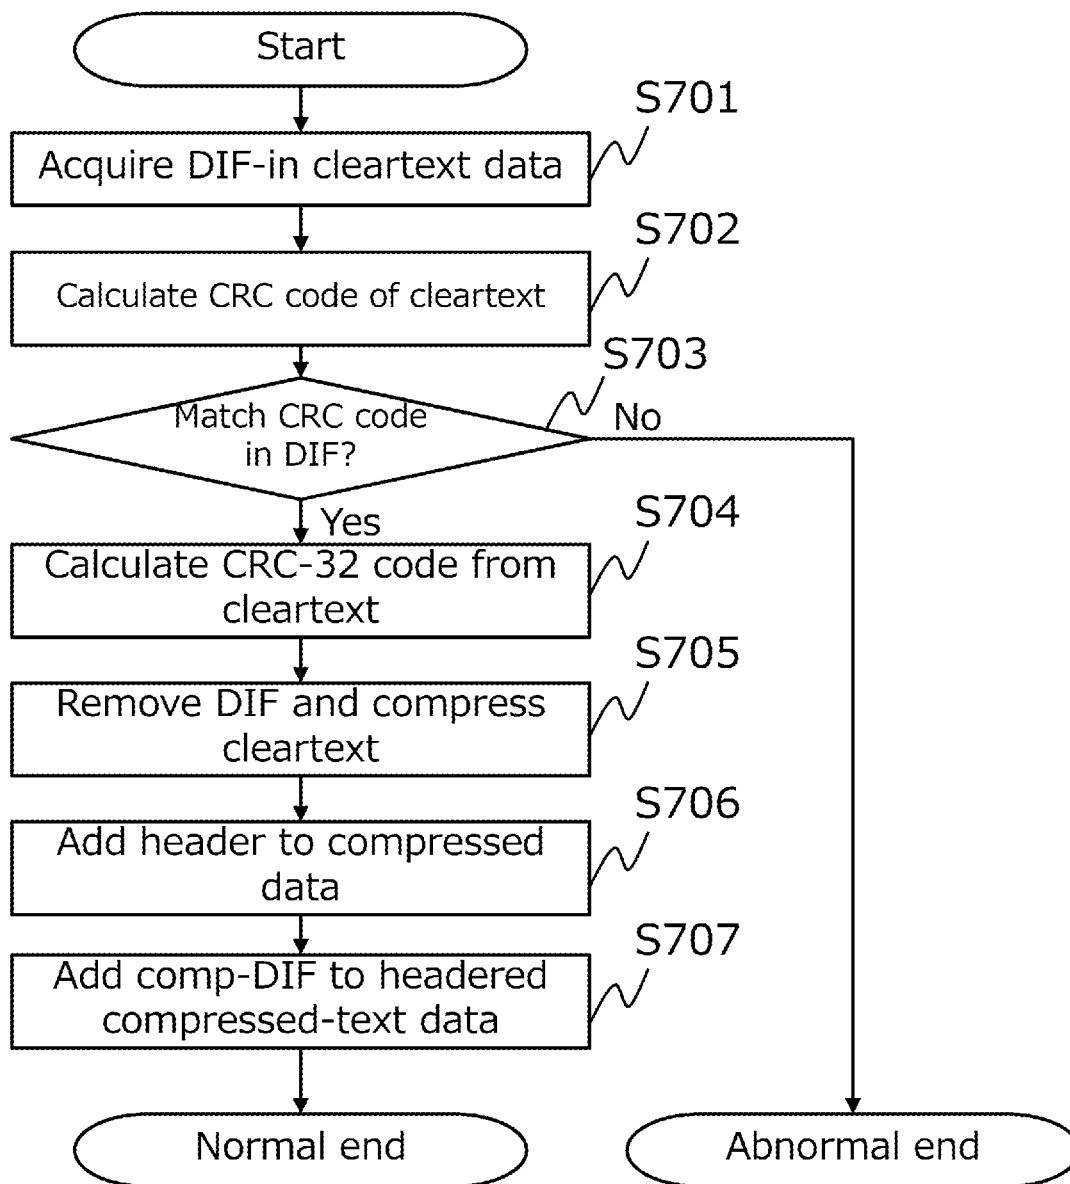 Start
S701
Acquire DIF-in cleartext data
S702
Calculate CRC code of cleartext
S703
Match CRC code
in DIF?
No
Yes
S704
Calculate CRC-32 code from
cleartext
S705
Remove DIF and compress
cleartext
S706
Add header to compressed
data
S707
Add comp-DIF to headered
compressed-text data
Normal end
Abnormal end